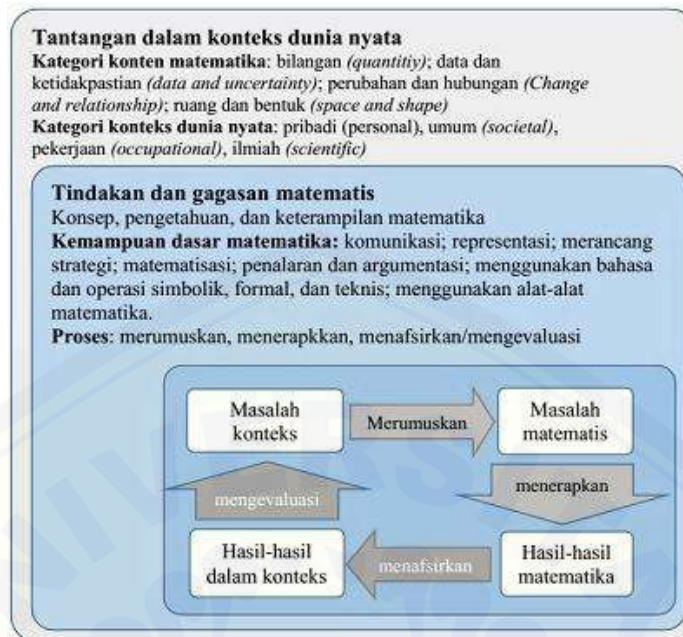 Tantangan dalam konteks dunia nyata
Kategori konten matematika: bilangan (quantitiy); data dan
ketidakpastian (data and uncertainty); perubahan dan hubungan (Change
and relationship); ruang dan bentuk (space and shape)
Kategori konteks dunia nyata: pribadi (personal), umum (societal),
pekerjaan (occupational), ilmiah (scientific)
Tindakan dan gagasan matematis
Konsep, pengetahuan, dan keterampilan matematika
Kemampuan dasar matematika: komunikasi; representasi; merancang
strategi; matematisasi; penalaran dan argumentasi; menggunakan bahasa
dan operasi simbolik, formal, dan teknis; menggunakan alat-alat
matematika.
Proses: merumuskan, menerapkkan, menafsirkan/mengevaluasi
Masalah
konteks
Merumuskan
Masalah
matematis
mengevaluasi
menerapkan
Hasil-hasil
dalam konteks
menafsirkan
Hasil-hasil
matematika